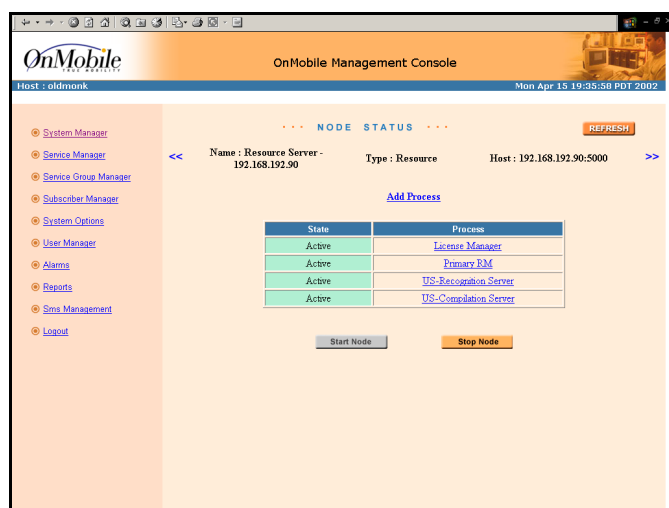 OnMobile
TRUE MOBILITY
OnMobile Management Console
Host : oldmonk
Mon Apr 15 19:35:58 PDT 2002
System Manager
Service Manager
Service Group Manager
Subscriber Manager
System Options
User Manager
Alarms
Reports
Sms Management
Logout
NODE STATUS
REFRESH
<<
Name : Resource Server -
192.168.192.90
Type : Resource
Host : 192.168.192.90:5000
>>
Add Process
State Process
Active License Manager
Active Primary RM
Active US-Recognition Server
Active US-Compilation Server
Start Node
Stop Node